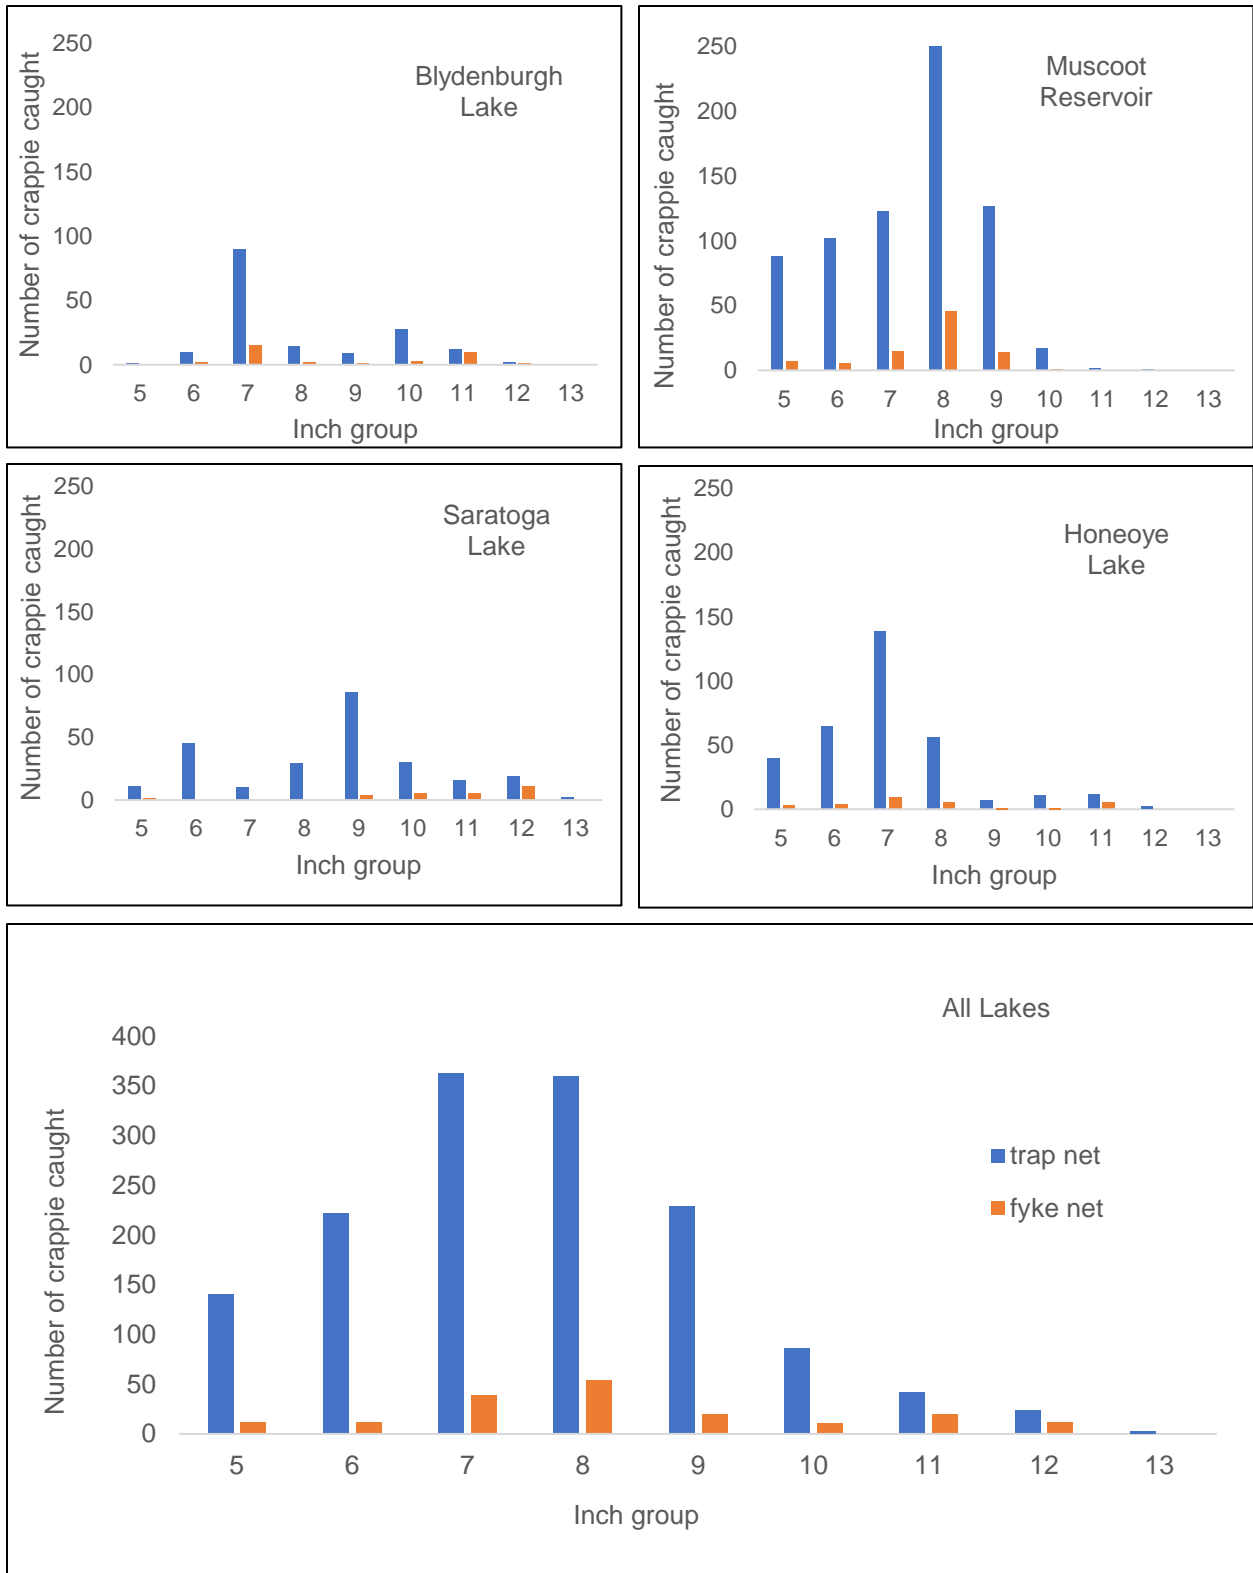 Blydenburgh
Lake
Number of crappie caught
250
200
150
100
50
0
5 6 7 8 9 10 11 12 13
Inch group
Muscoot
Reservoir
Number of crappie caught
250
200
150
100
50
0
5 6 7 8 9 10 11 12 13
Inch group
Saratoga
Lake
Number of crappie caught
250
200
150
100
50
0
5 6 7 8 9 10 11 12 13
Inch group
Honeoye
Lake
Number of crappie caught
250
200
150
100
50
0
5 6 7 8 9 10 11 12 13
Inch group
All Lakes
Number of crappie caught
400
350
300
250
200
150
100
50
0
trap net
fyke net
5 6 7 8 9 10 11 12 13
Inch group